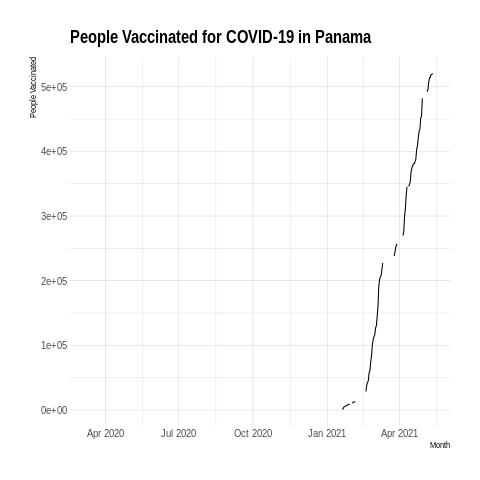 People Vaccinated for COVID-19 in Panama
People Vaccinated
5e+05
4e+05
3e+05
2e+05
1e+05
0e+00
Apr 2020 Jul 2020 Oct 2020 Jan 2021 Apr 2021
Month